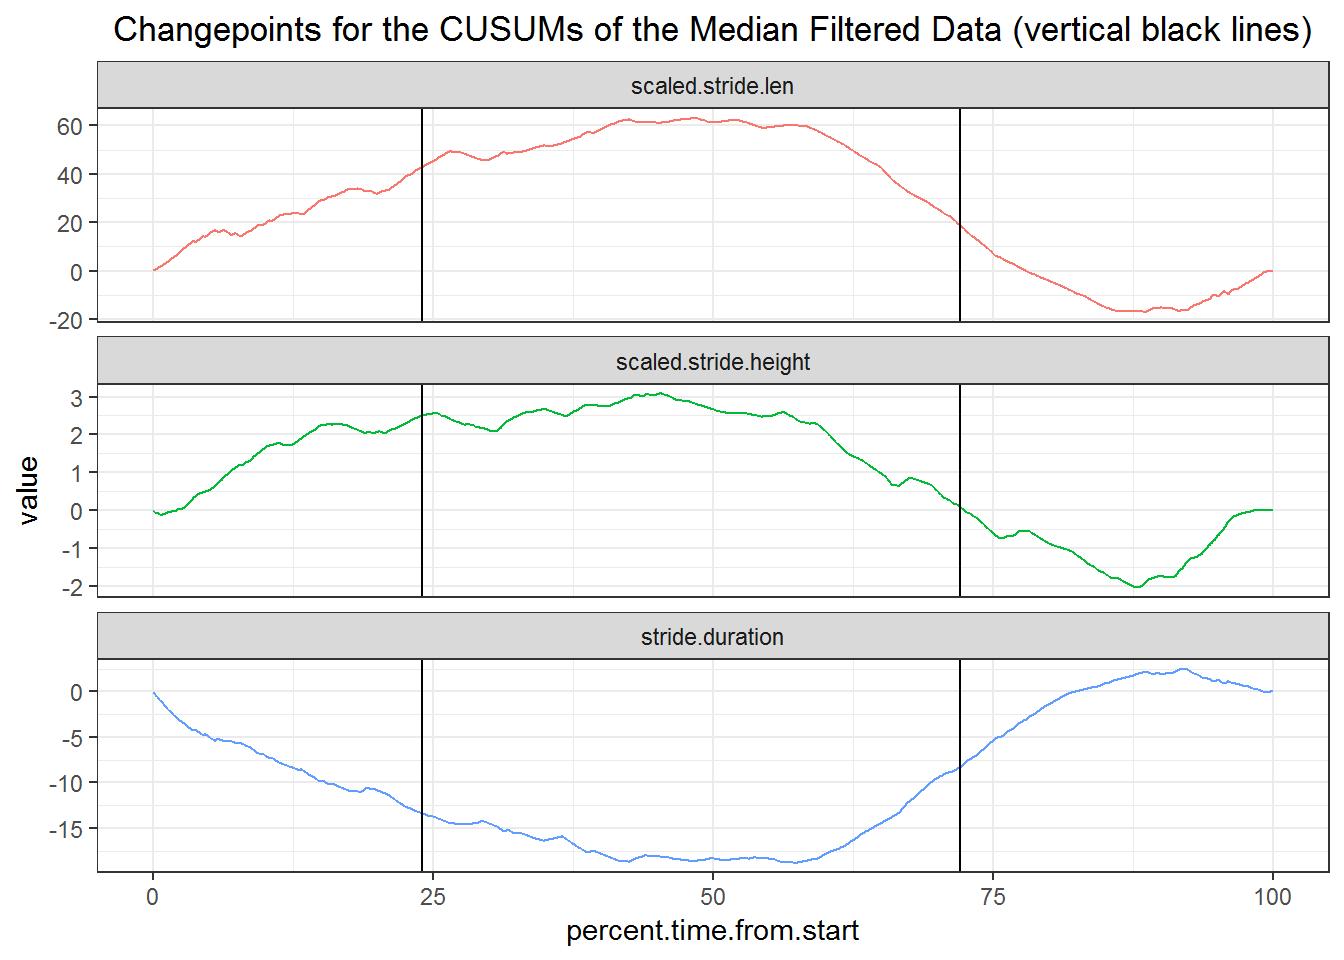 Changepoints for the CUSUMs of the Median Filtered Data (vertical black lines)
scaled.stride.len
60
40
20
0
-20
scaled.stride.height
3
2
1
0
-1
-2
value
stride.duration
0
-5
-10
-15
0 25 50 75 100
percent.time.from.start